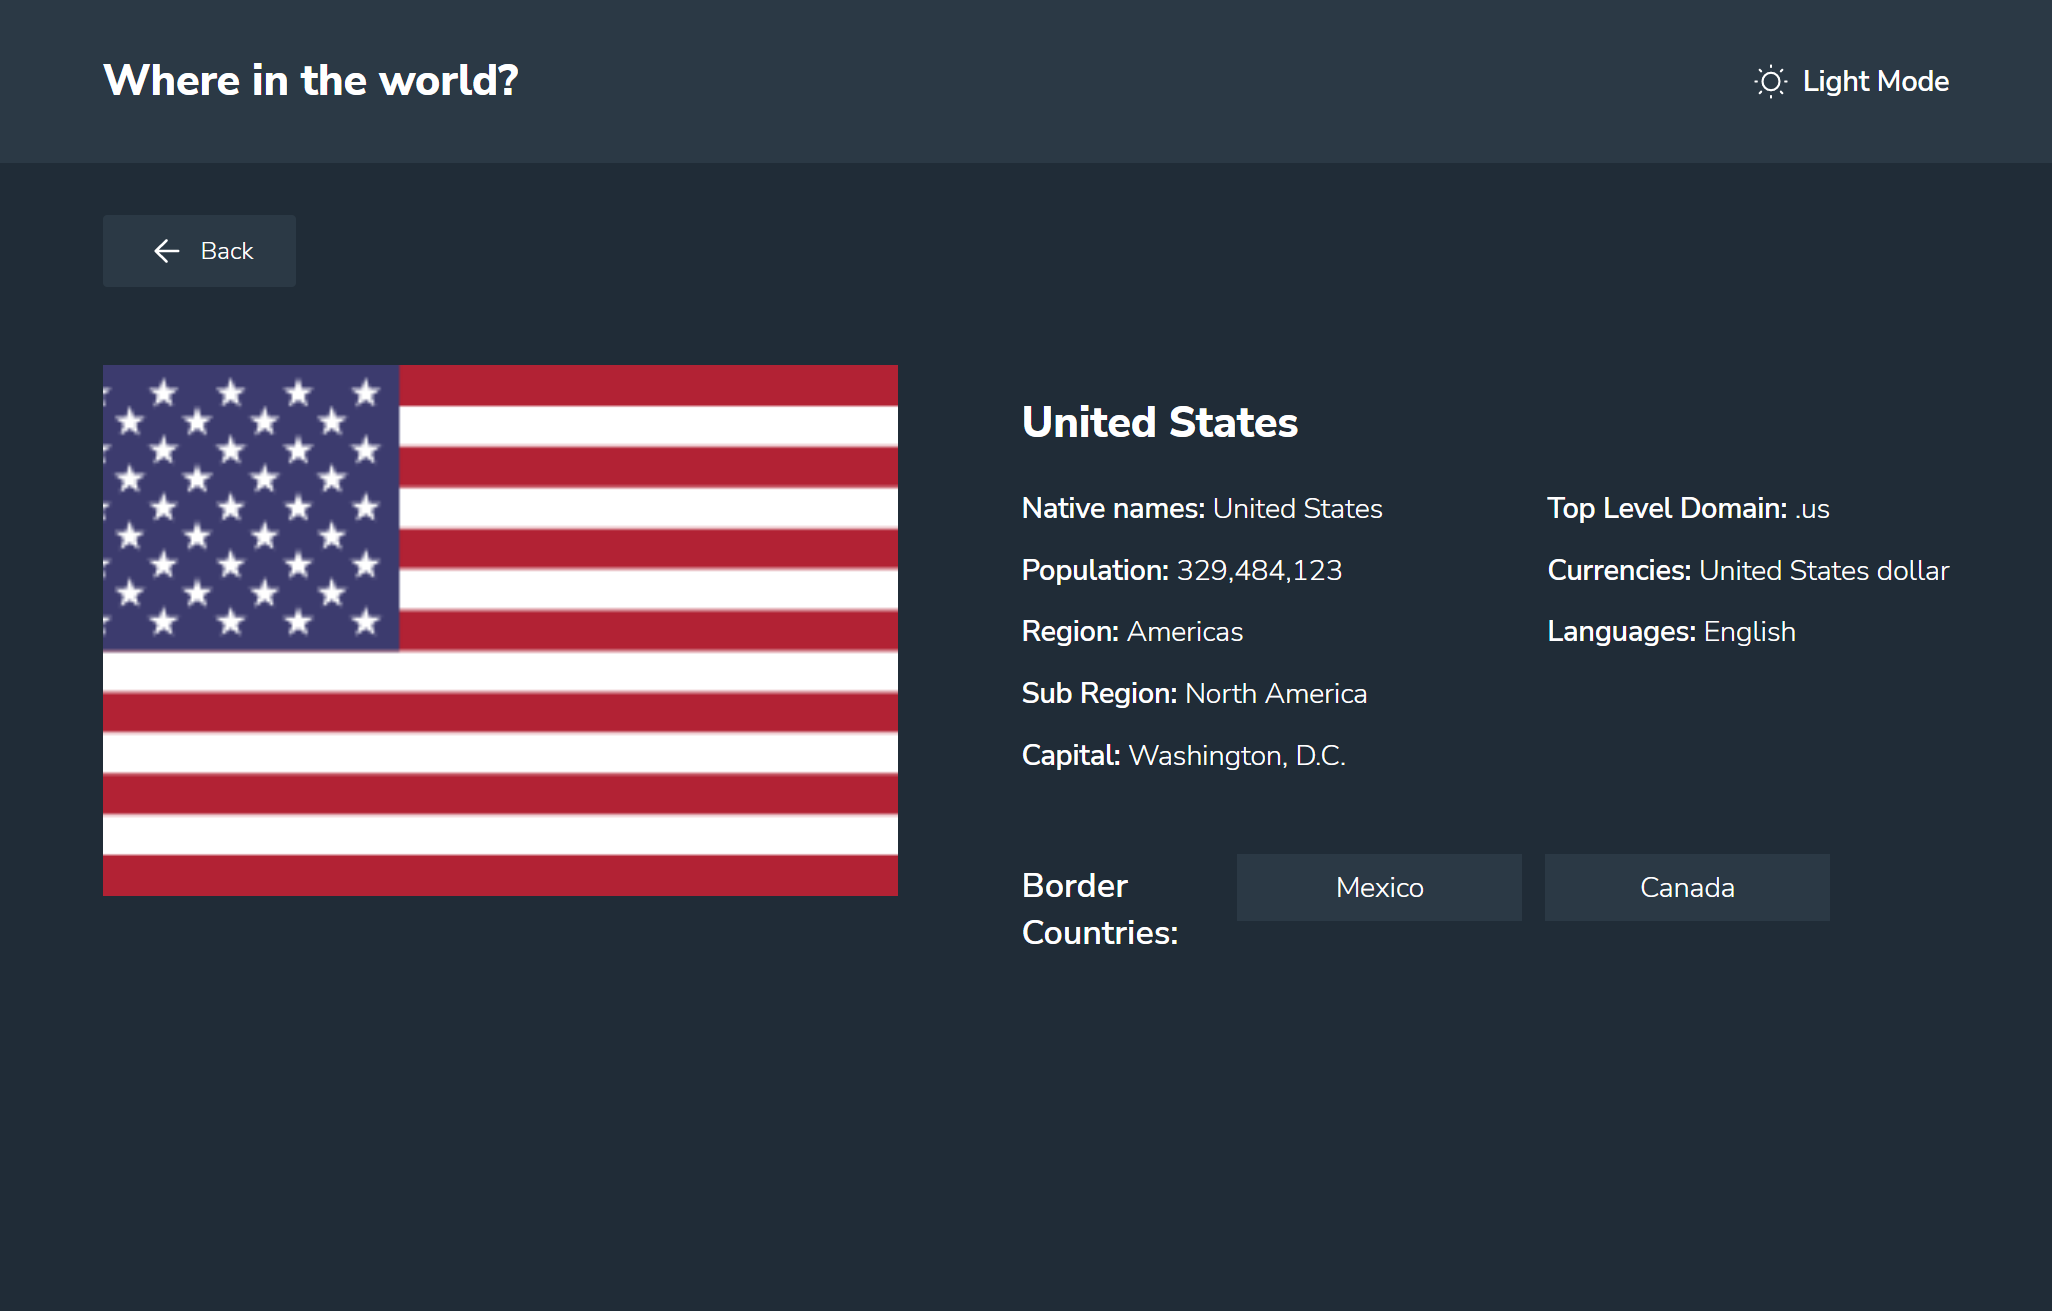 Where in the world?
Light Mode
Back
United States
Native names: United States
Population: 329,484,123
Region: Americas
Sub Region: North America
Capital: Washington, D.C.
Top Level Domain: .us
Currencies: United States dollar
Languages: English
Border
Countries:
Mexico
Canada